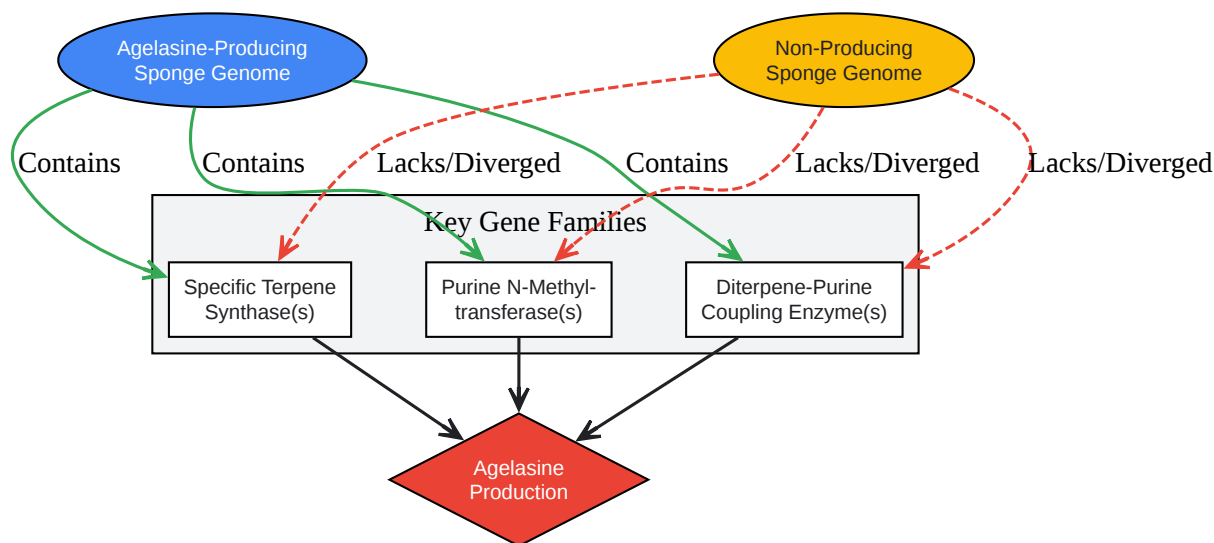 Agelasine-Producing
Sponge Genome
Non-Producing
Sponge Genome
Contains
Contains
Lacks/Diverged
Contains
Lacks/Diverged
Lacks/Diverged
Key Gene Families
Specific Terpene
Synthase(s)
Purine N-Methyl-
transferase(s)
Diterpene-Purine
Coupling Enzyme(s)
Agelasine
Production